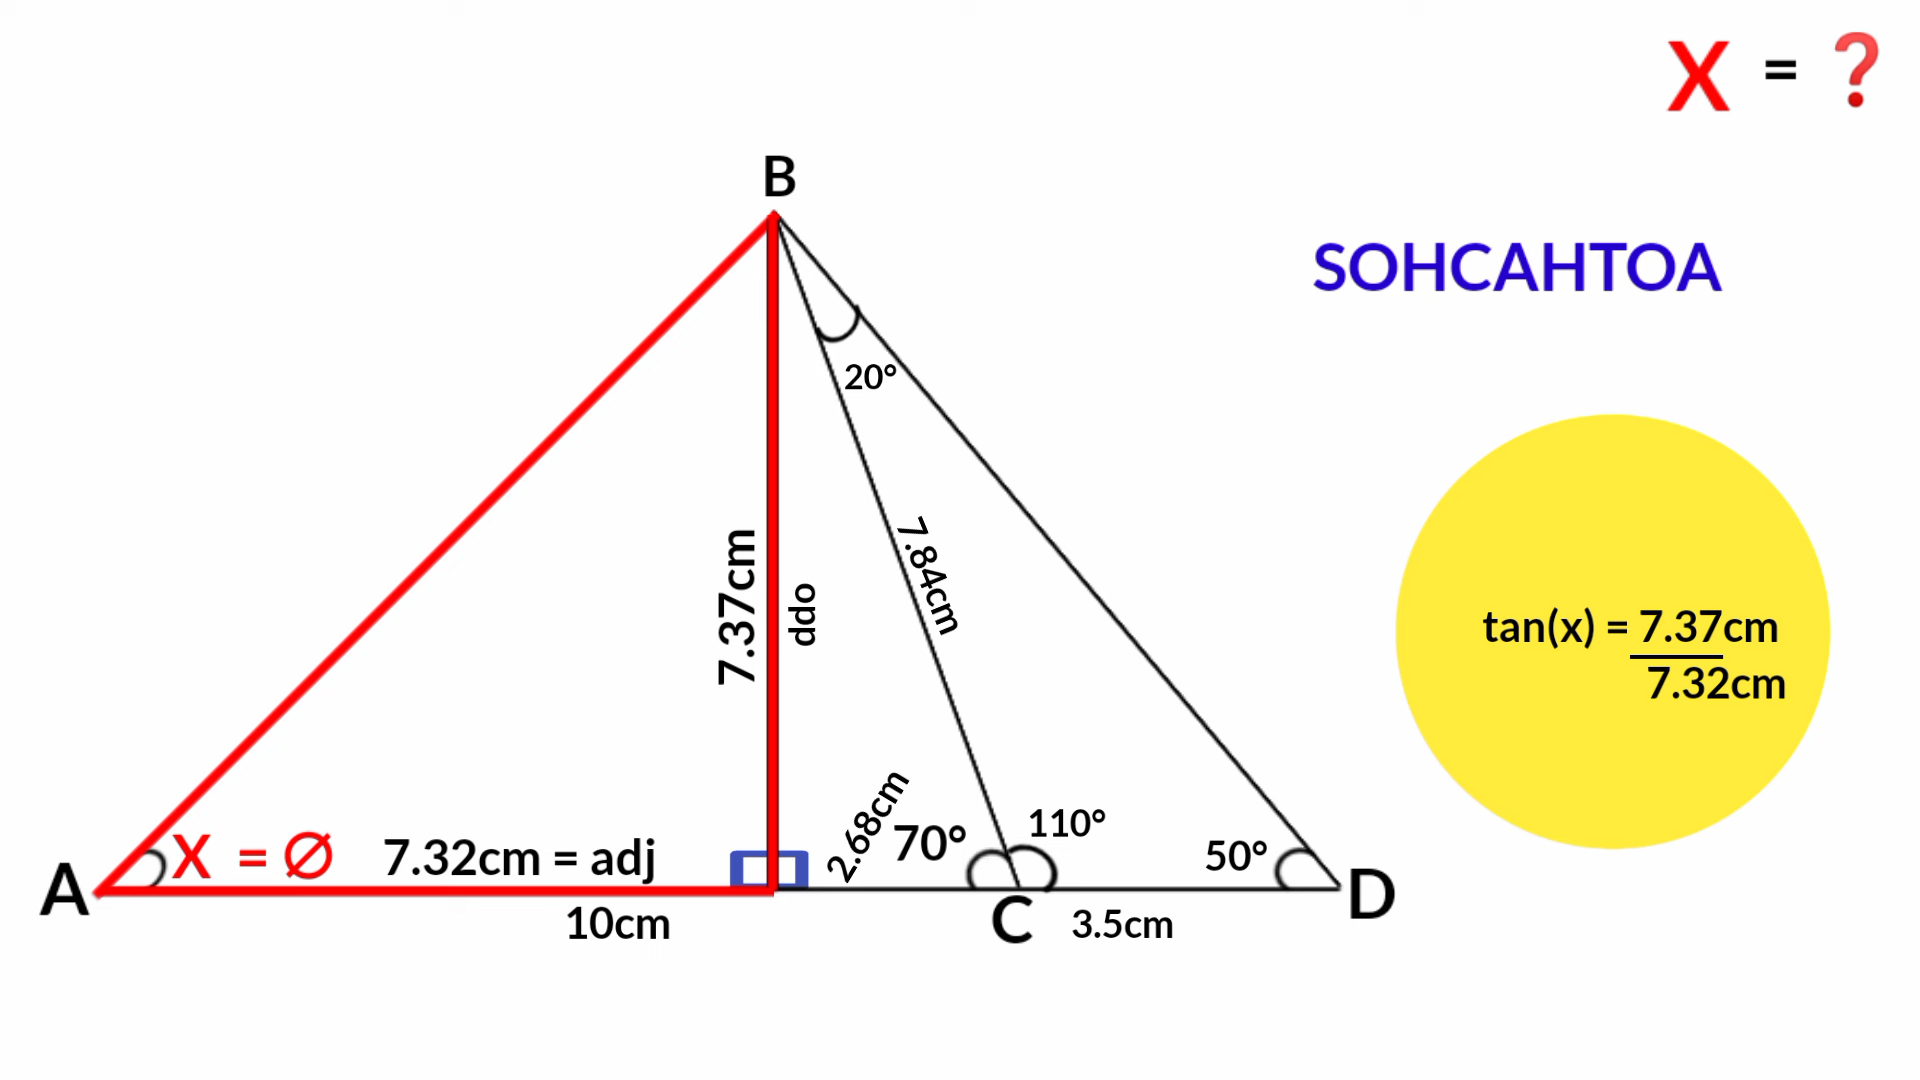 X = ?
B
SOHCAHTOA
20°
7.84cm
7.37cm
opp
tan(x) = 7.37cm
7.32cm
2.68cm
70°
110°
50°
X = ∅
7.32cm = adj
A
D
10cm
C
3.5cm